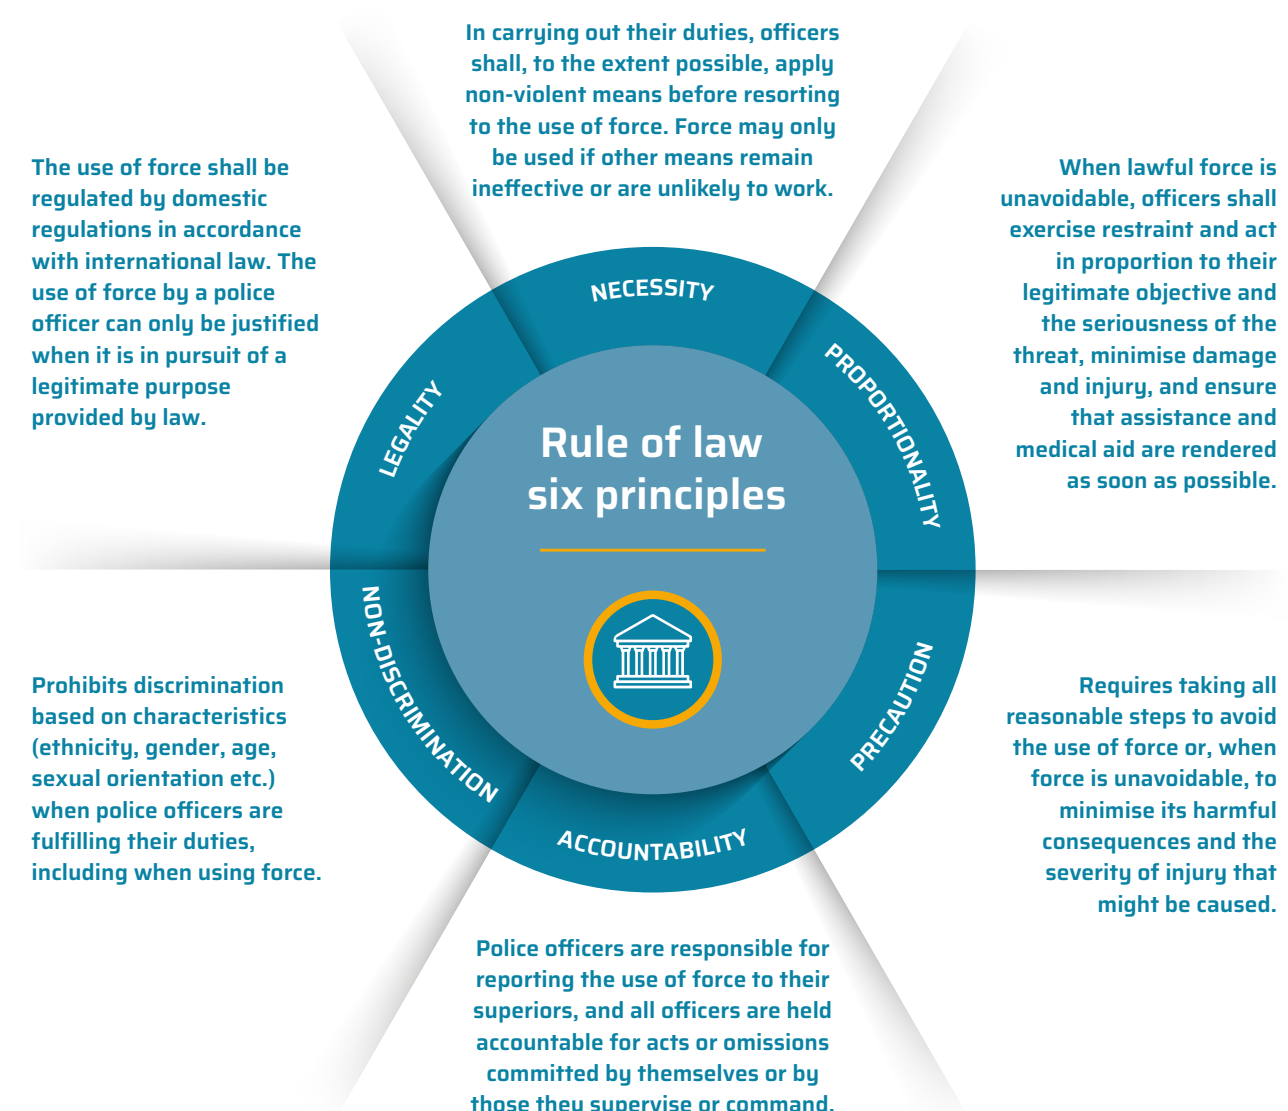 In carrying out their duties, officers
shall, to the extent possible, apply
non-violent means before resorting
to the use of force. Force may only
be used if other means remain
ineffective or are unlikely to work.
The use of force shall be
regulated by domestic
regulations in accordance
with international law. The
use of force by a police
officer can only be justified
when it is in pursuit of a
legitimate purpose
provided by law.
When lawful force is
unavoidable, officers shall
exercise restraint and act
in proportion to their
legitimate objective and
the seriousness of the
threat, minimise damage
and injury, and ensure
that assistance and
medical aid are rendered
as soon as possible.
NECESSITY
LEGALITY
PROPORTIONALITY
Rule of law
six principles
NON-DISCRIMINATION
PRECAUTION
ACCOUNTABILITY
Prohibits discrimination
based on characteristics
(ethnicity, gender, age,
sexual orientation etc.)
when police officers are
fulfilling their duties,
including when using force.
Requires taking all
reasonable steps to avoid
the use of force or, when
force is unavoidable, to
minimise its harmful
consequences and the
severity of injury that
might be caused.
Police officers are responsible for
reporting the use of force to their
superiors, and all officers are held
accountable for acts or omissions
committed by themselves or by
those they supervise or command.